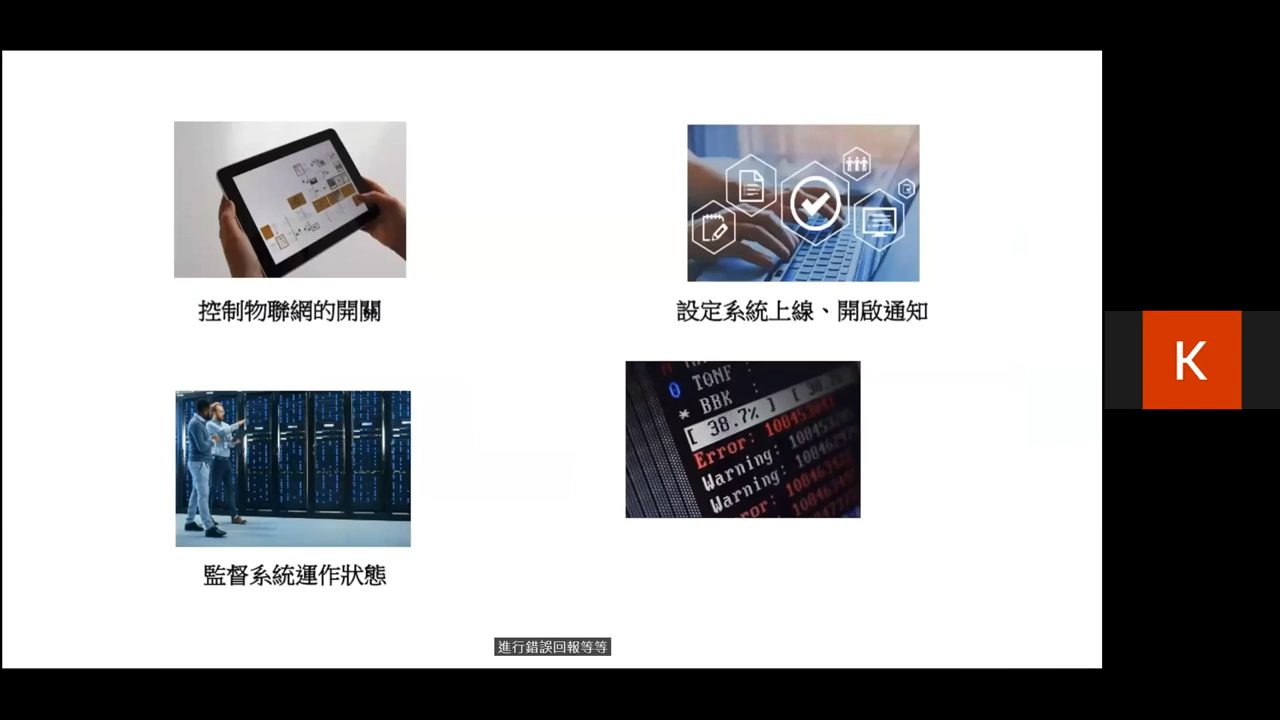 控制物聯網的開關
設定系統上線、開啟通知
TONF :
* BBK :
[ 38.7% ] [
Error:
Warning:
Warning:
監督系統運作狀態
進行錯誤回報等等
K